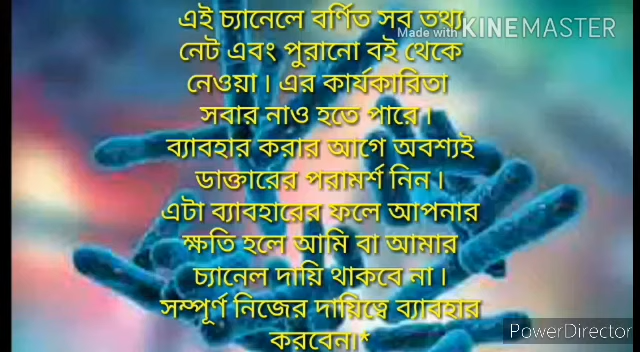 এই চ্যানেলে বর্ণিত সব তথ্য
Made with KINEMASTER
নেট এবং পুরানো বই থেকে
নেওয়া। এর কার্যকারিতা
সবার নাও হতে পারে।
ব্যাবহার করার আগে অবশ্যই
ডাক্তারের পরামর্শ নিন।
এটা ব্যাবহারের ফলে আপনার
ক্ষতি হলে আমি বা আমার
চ্যানেল দায়ি থাকবে না।
সম্পূর্ণ নিজের দায়িত্বে ব্যাবহার
করবেন।*
PowerDirector